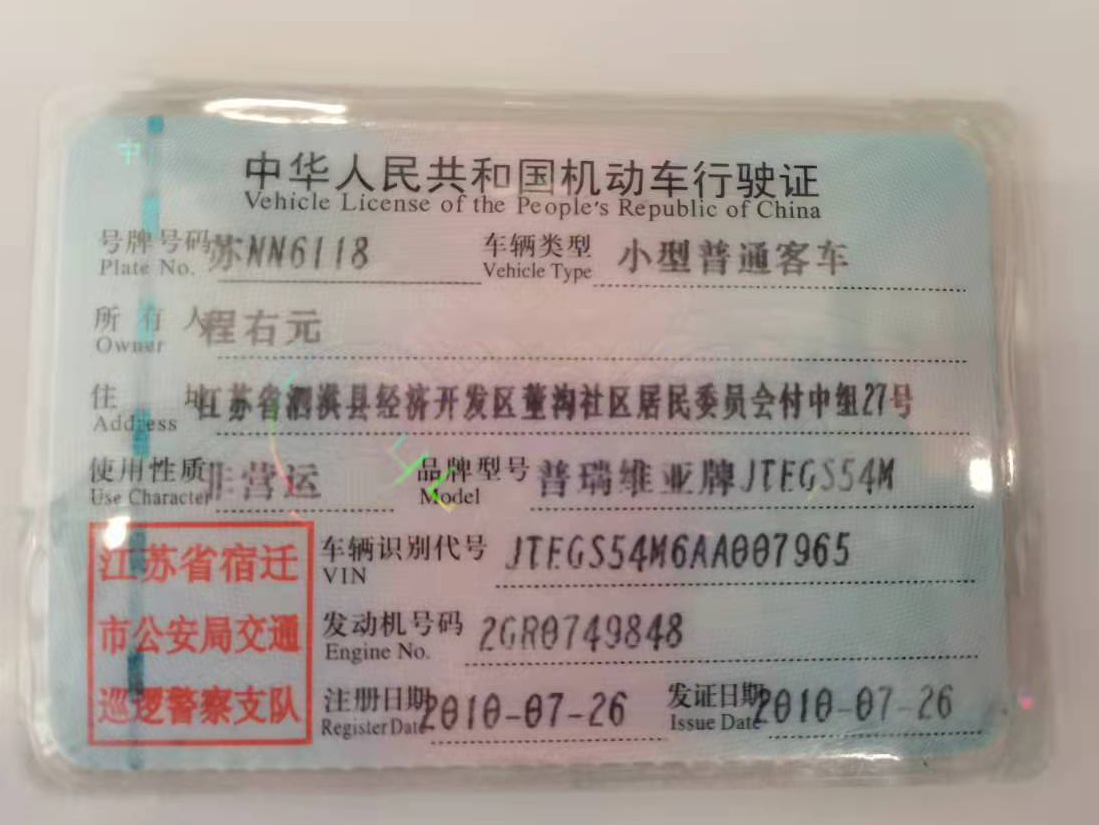 中华人民共和国机动车行驶证
Vehicle License of the People's Republic of China
号牌号码 苏NN6118 车辆类型 小型普通客车
Plate No. Vehicle Type
所有人 程右元
Owner
住址 江苏省泗洪县经济开发区董沟社区居民委员会付中组27号
Address
使用性质 非营运 品牌型号 普瑞维亚牌JTEGS54M
Use Character Model
江苏省宿迁
市公安局交通
巡逻警察支队
车辆识别代号 JTEGS54M6AA007965
VIN
发动机号码 2GR0749848
Engine No.
注册日期 2010-07-26 发证日期 2010-07-26
Register Date Issue Date